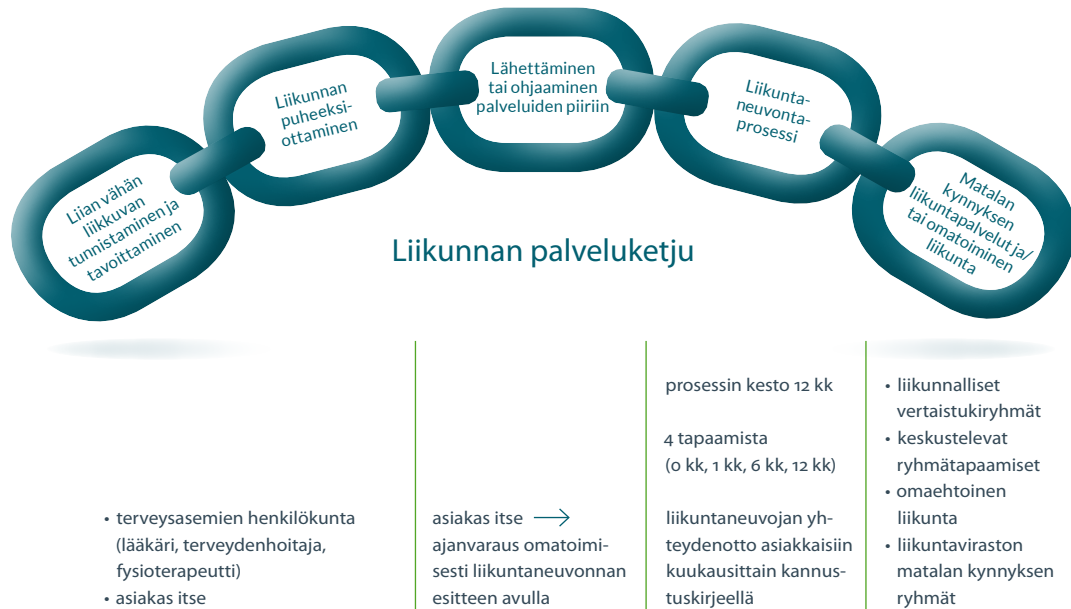 Liian vähän
liikkuvan
tunnistaminen ja
tavoittaminen
Liikunnan
puheeksi-
ottaminen
Lähettäminen
tai ohjaaminen
palveluiden piiriin
Liikunta-
neuvonta-
prosessi
Matalan
kynnyksen
liikuntapalvelut ja/
tai omatoiminen
liikunta
Liikunnan palveluketju
• terveysasemien henkilökunta
(lääkäri, terveydenhoitaja,
fysioterapeutti)
• asiakas itse
asiakas itse →
ajanvaraus omatoimi-
sesti liikuntaneuvonnan
esitteen avulla
prosessin kesto 12 kk
4 tapaamista
(0 kk, 1 kk, 6 kk, 12 kk)
liikuntaneuvojan yh-
teydenotto asiakkaisiin
kuukausittain kannus-
tuskirjeellä
• liikunnalliset
vertaistukiryhmät
• keskustelevat
ryhmätapaamiset
• omaehtoinen
liikunta
• liikuntaviraston
matalan kynnyksen
ryhmät